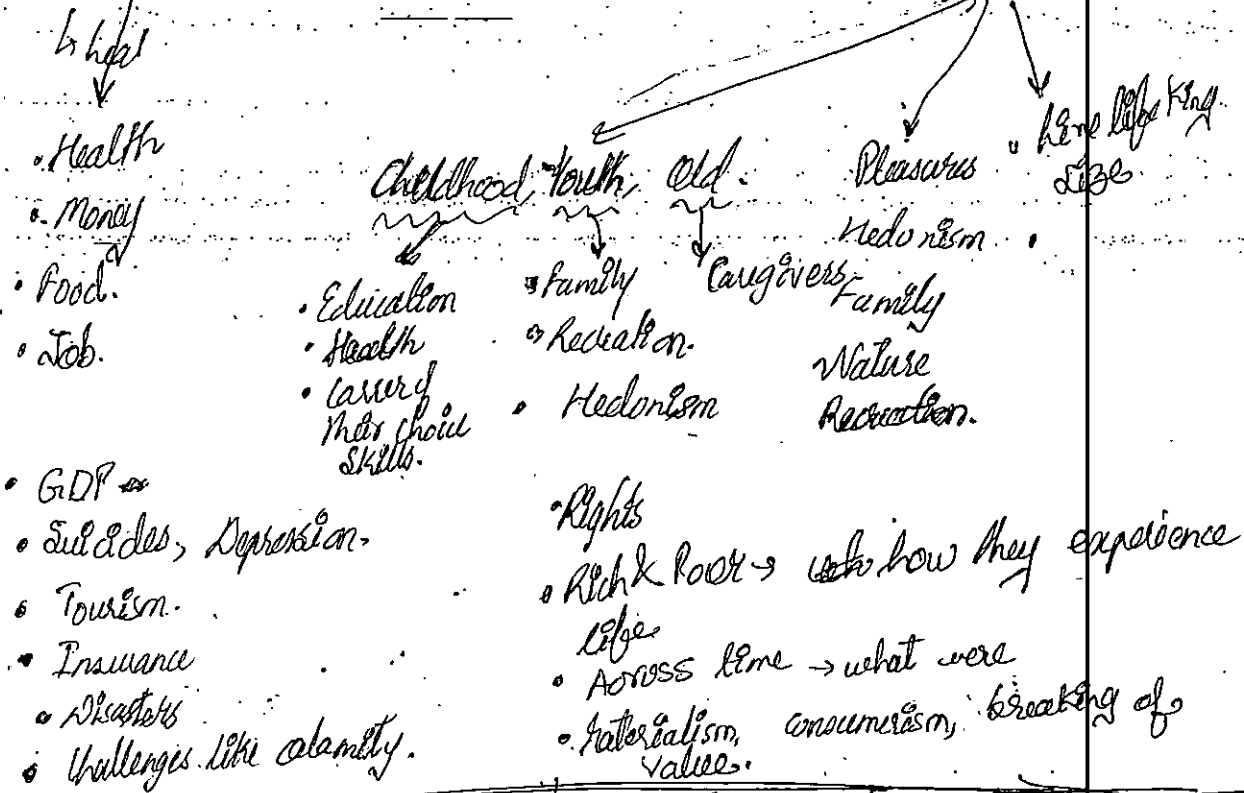 • Health
• Money
• Food.
• Job.
Childhood, Youth, Old.
• Education
• Health
• Career of
their choice
skills.
• Family
• Recreation.
• Hedonism
Caregivers
Pleasures
Hedonism
Family
Nature
Recreation.
• Live life King
size.
• GDP
• Suicides, Depression.
• Tourism.
• Insurance
• Disasters
• Challenges like calamity.
• Rights
• Rich & Poor → how they experience
life
• Across time → what were
• Materialism, consumerism, breaking of
value.